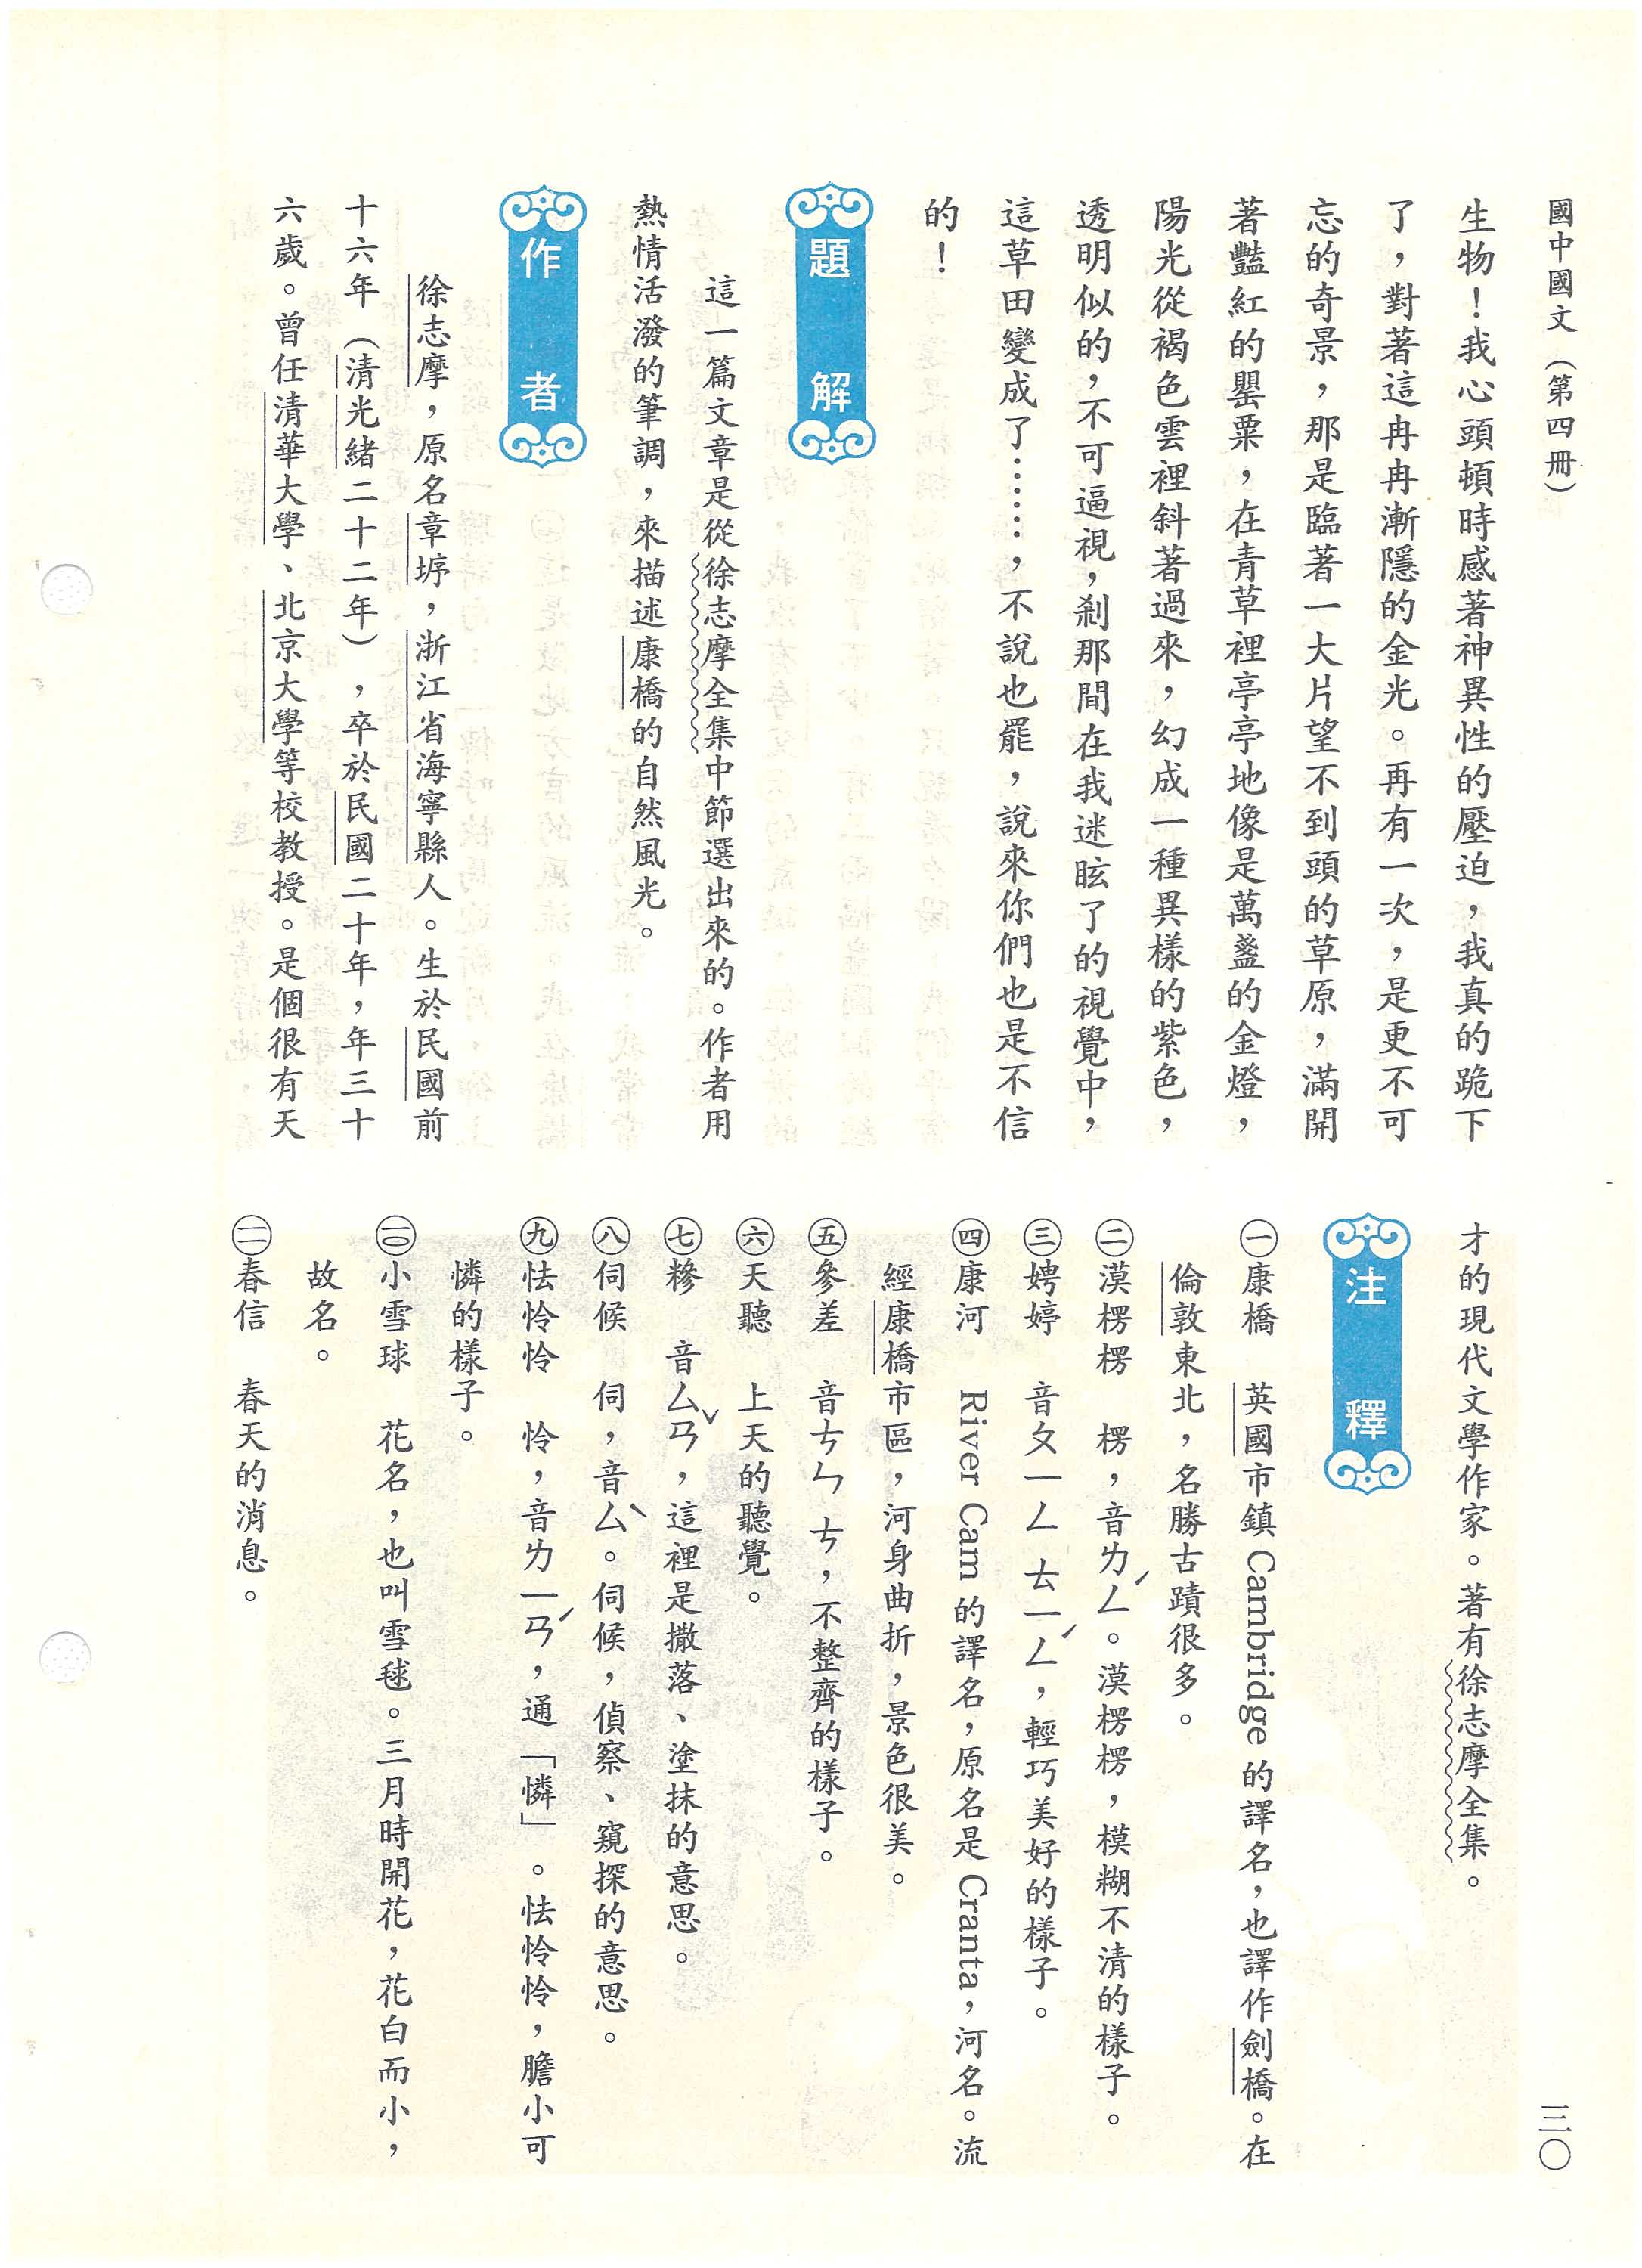 國中國文（第四冊）
生物！我心頭頓時感著神異性的壓迫，我真的跪下
了，對著這冉冉漸隱的金光。再有一次，是更不可
忘的奇景，那是臨著一大片望不到頭的草原，滿開
著豔紅的罌粟，在青草裡亭亭地像是萬盞的金燈，
陽光從褐色雲裡斜著過來，幻成一種異樣的紫色，
透明似的，不可逼視，剎那間在我迷眩了的視覺中，
這草田變成了……，不說也罷，說來你們也是不信
的！
題解
這一篇文章是從徐志摩全集中節選出來的。作者用
熱情活潑的筆調，來描述康橋的自然風光。
作者
徐志摩，原名章垿，浙江省海寧縣人。生於民國前
十六年（清光緒二十二年），卒於民國二十年，年三十
六歲。曾任清華大學、北京大學等校教授。是個很有天
才的現代文學作家。著有徐志摩全集。
注釋
㊀康橋　英國市鎮 Cambridge 的譯名，也譯作劍橋。在
倫敦東北，名勝古蹟很多。
㊁漠楞楞　楞，音ㄌㄥˊ。漠楞楞，模糊不清的樣子。
㊂娉婷　音ㄆㄧㄥ ㄊㄧㄥˊ，輕巧美好的樣子。
㊃康河　River Cam 的譯名，原名是 Cranta，河名。流
經康橋市區，河身曲折，景色很美。
㊄參差　音ㄘㄣ ㄘ，不整齊的樣子。
㊅天聽　上天的聽覺。
㊆糝　音ㄙㄢˇ，這裡是撒落、塗抹的意思。
㊇伺候　伺，音ㄙˋ。伺候，偵察、窺探的意思。
㊈怯怜怜　怜，音ㄌㄧㄢˊ，通「憐」。怯怜怜，膽小可
憐的樣子。
㊀〇小雪球　花名，也叫雪毬。三月時開花，花白而小，
故名。
㊀一春信　春天的消息。
三〇